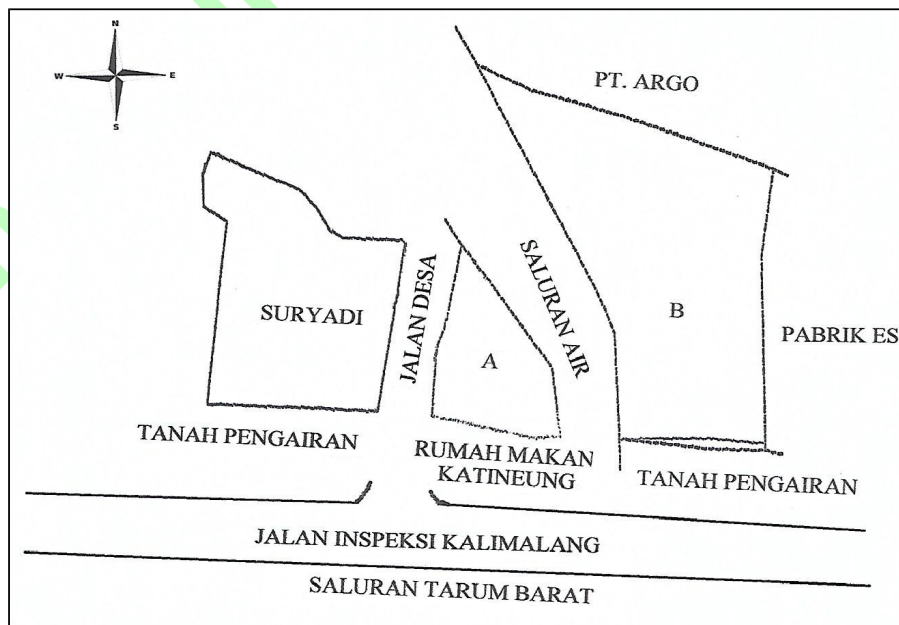 N
W E
S
PT. ARGO
SURYADI
JALAN DESA
SALURAN AIR
A
B
PABRIK ES
TANAH PENGAIRAN
RUMAH MAKAN
KATINEUNG
TANAH PENGAIRAN
JALAN INSPEKSI KALIMALANG
SALURAN TARUM BARAT